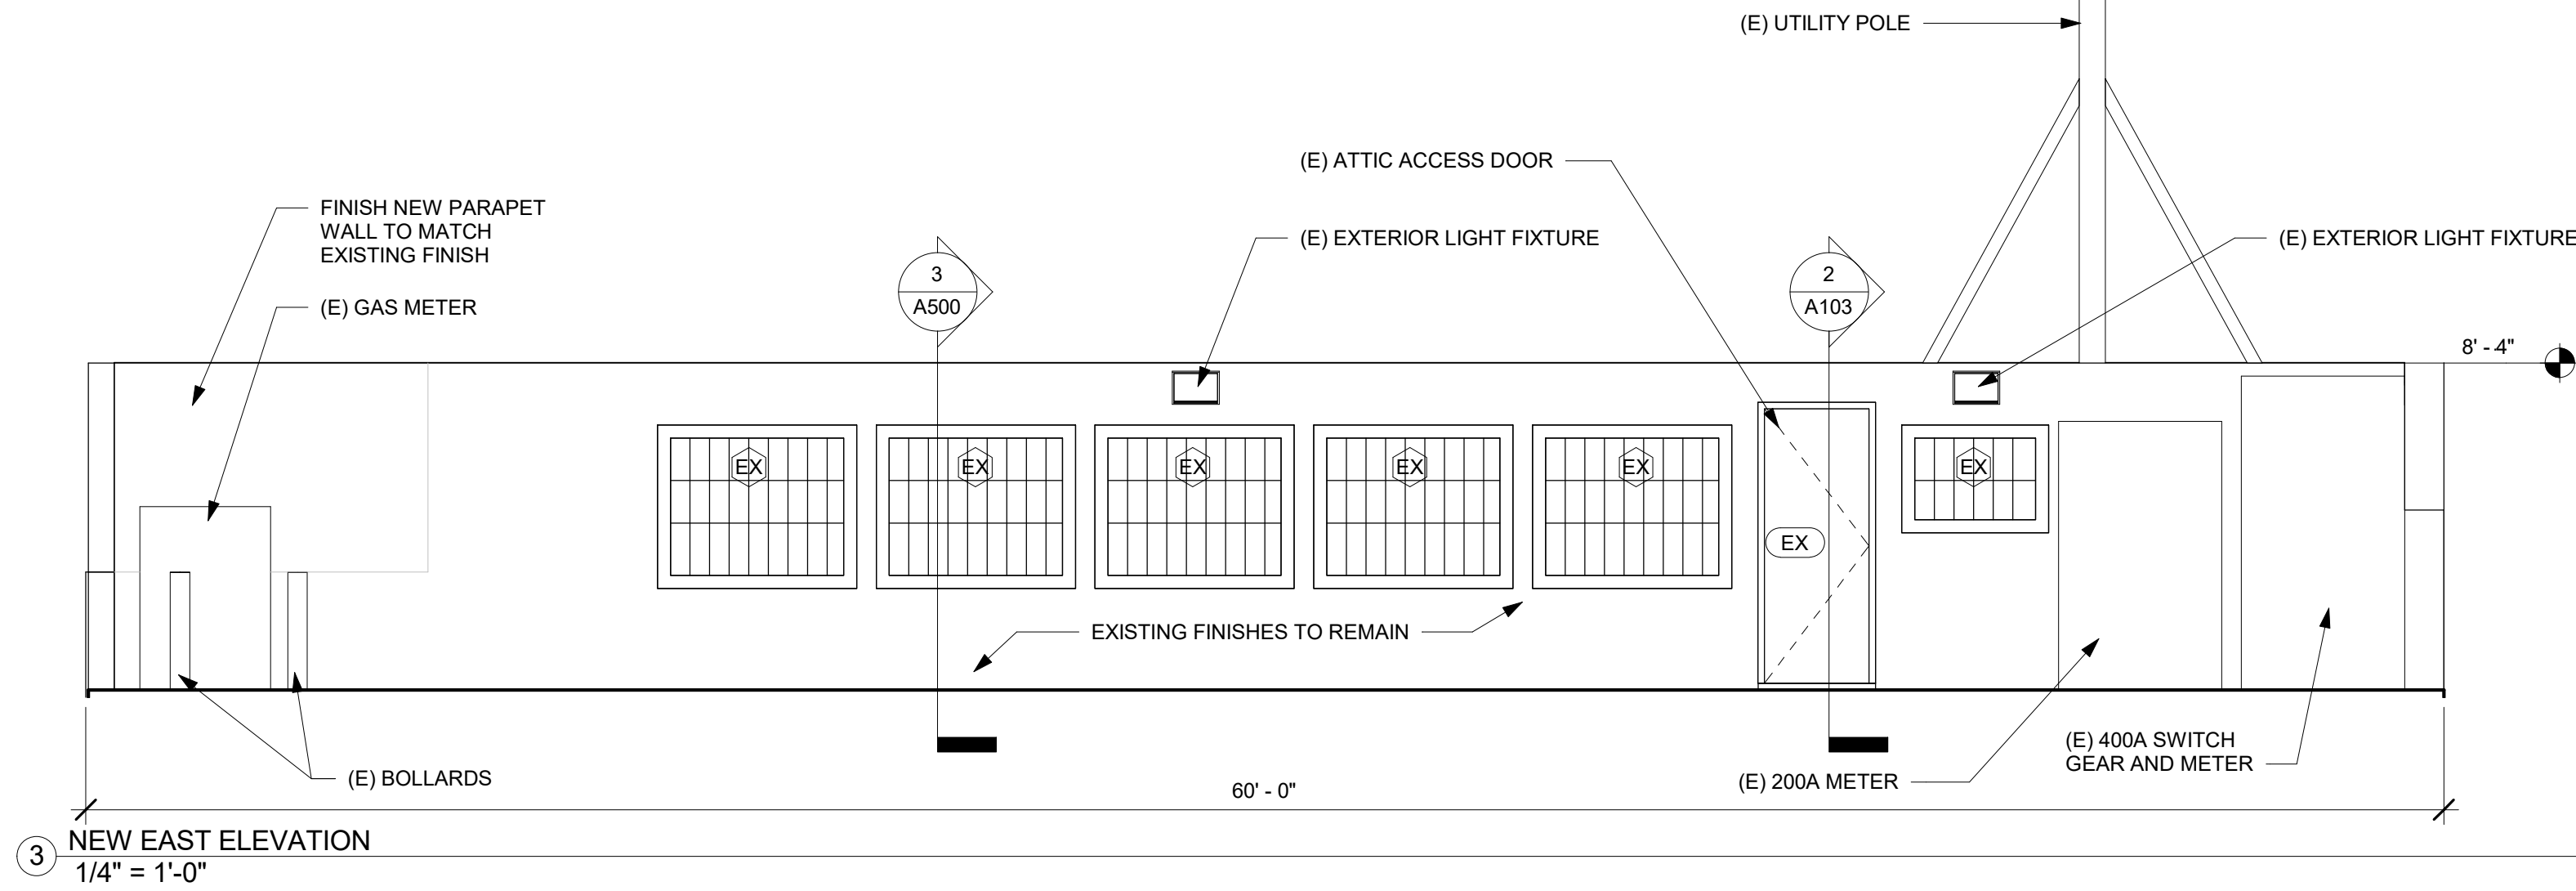 (E) UTILITY POLE
(E) ATTIC ACCESS DOOR
FINISH NEW PARAPET
WALL TO MATCH
EXISTING FINISH
(E) EXTERIOR LIGHT FIXTURE
(E) EXTERIOR LIGHT FIXTURE
3
A500
2
A103
(E) GAS METER
8' - 4"
EX
EX
EX
EX
EX
EX
EX
EXISTING FINISHES TO REMAIN
(E) 400A SWITCH
GEAR AND METER
(E) BOLLARDS
(E) 200A METER
60' - 0"
3
NEW EAST ELEVATION
1/4" = 1'-0"